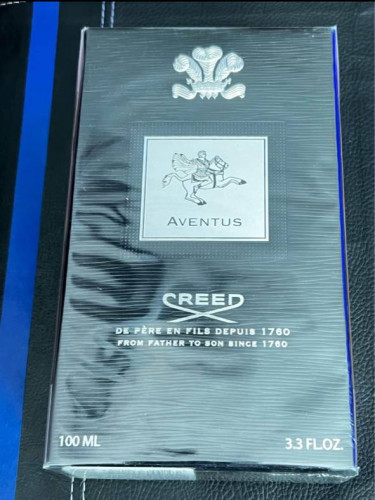 AVENTUS
CREED
DE PÈRE EN FILS DEPUIS 1760
FROM FATHER TO SON SINCE 1760
100 ML
3.3 FL.OZ.